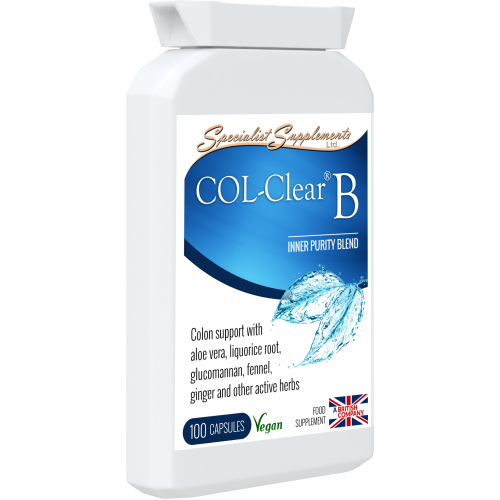 Specialist Supplements
Ltd.
COL-Clear® B
INNER PURITY BLEND
Colon support with
aloe vera, liquorice root,
glucomannan, fennel,
ginger and other active herbs
100 CAPSULES
Vegan
FOOD
SUPPLEMENT
A BRITISH
COMPANY